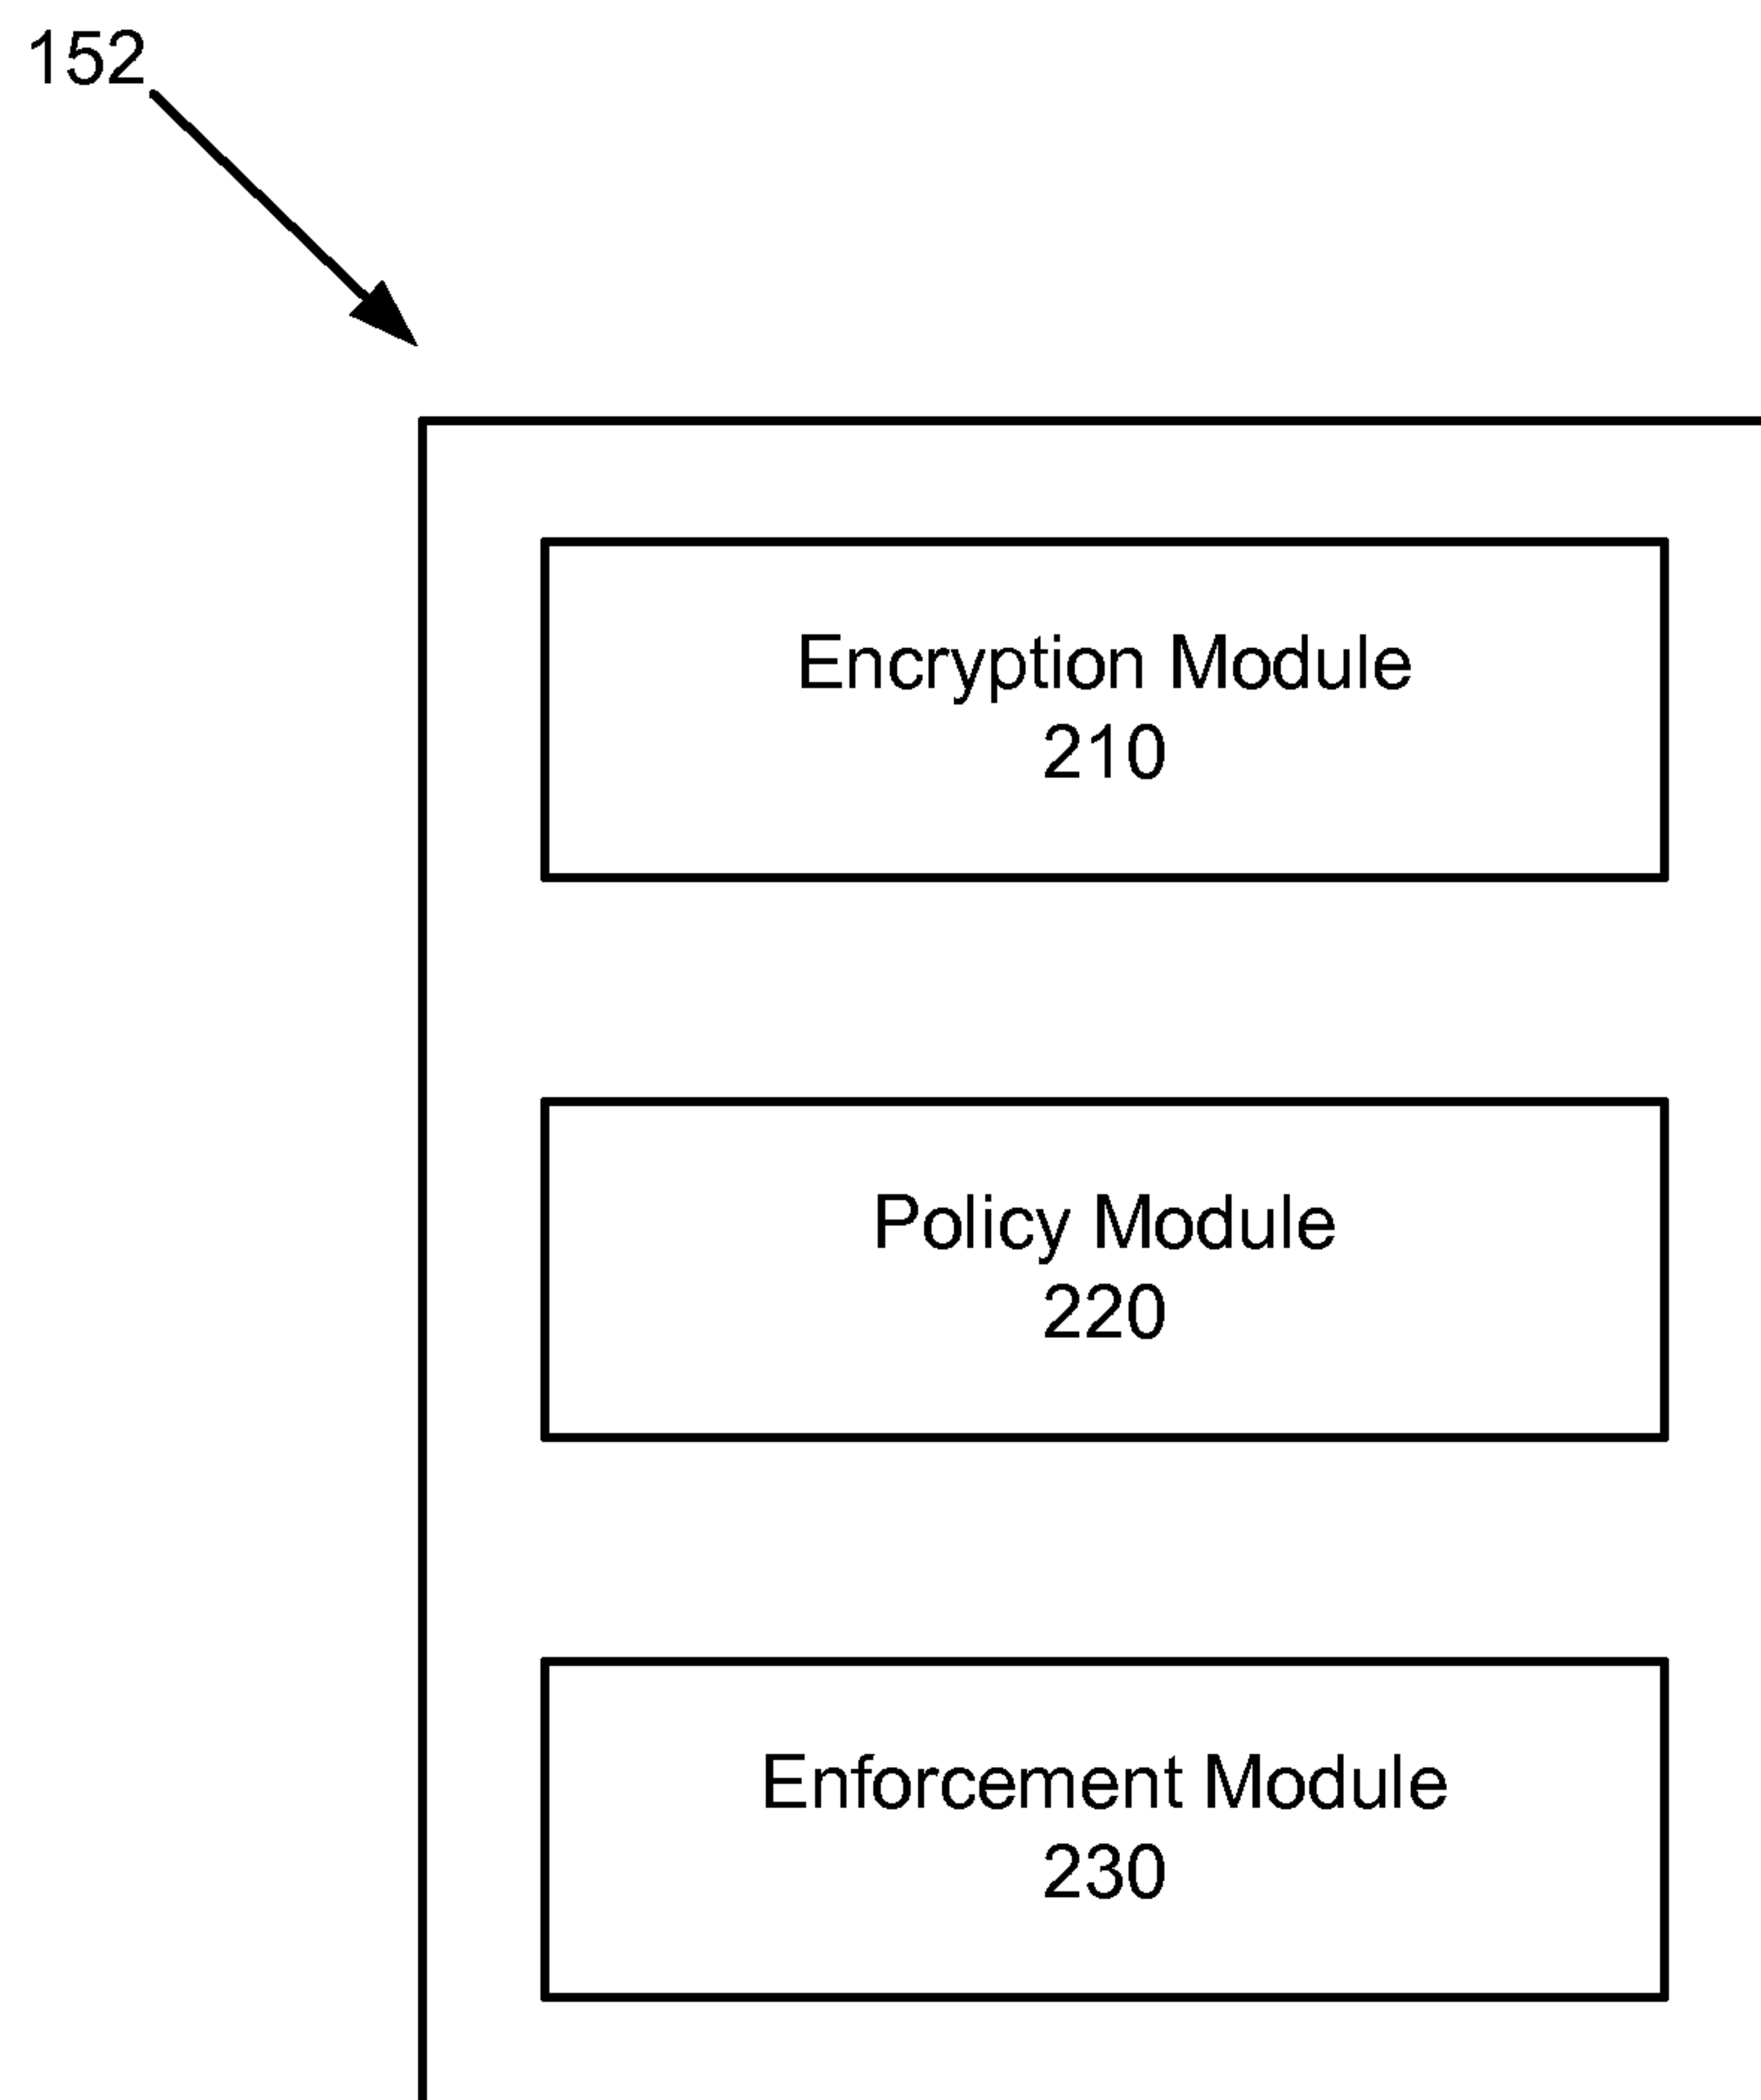 152
Encryption Module
210
Policy Module
220
Enforcement Module
230